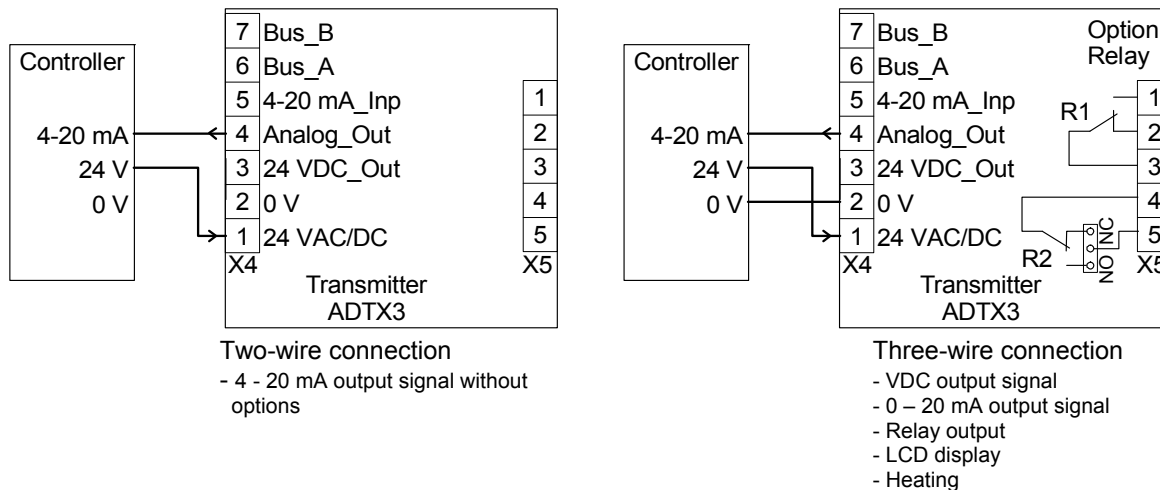 Controller
4-20 mA
24 V
0 V
7 Bus_B
6 Bus_A
5 4-20 mA_Inp
4 Analog_Out
3 24 VDC_Out
2 0 V
1 24 VAC/DC
X4
1
2
3
4
5
X5
Transmitter
ADTX3
Two-wire connection
- 4 - 20 mA output signal without
options
Controller
4-20 mA
24 V
0 V
7 Bus_B
6 Bus_A
5 4-20 mA_Inp
4 Analog_Out
3 24 VDC_Out
2 0 V
1 24 VAC/DC
X4
Option
Relay
R1
R2
NC
NO
1
2
3
4
5
X5
Transmitter
ADTX3
Three-wire connection
- VDC output signal
- 0 – 20 mA output signal
- Relay output
- LCD display
- Heating